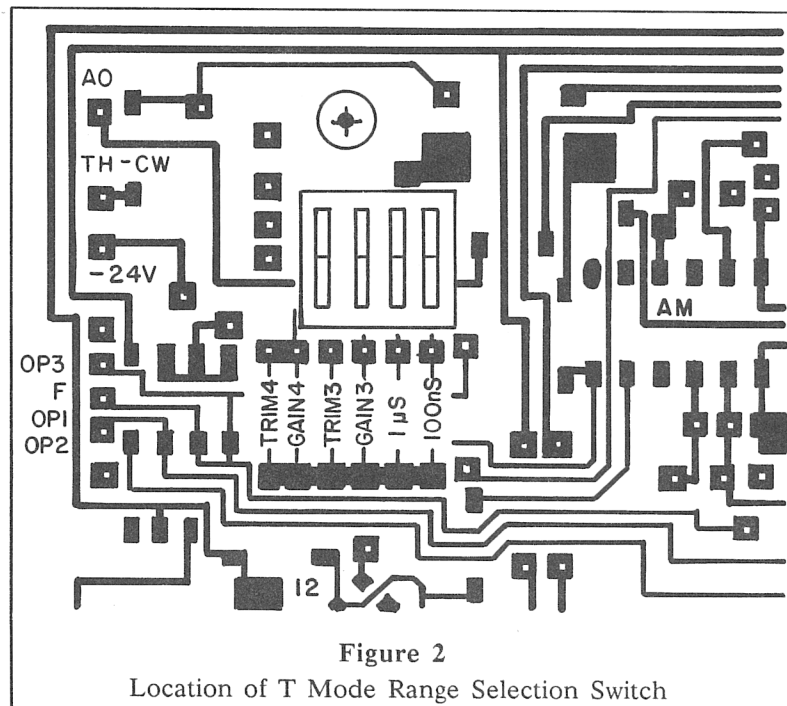 AO
TH-CW
-24V
AM
OP3
F
OP1
OP2
TRIM4
GAIN4
TRIM3
GAIN3
1µS
100nS
I2
Figure 2
Location of T Mode Range Selection Switch